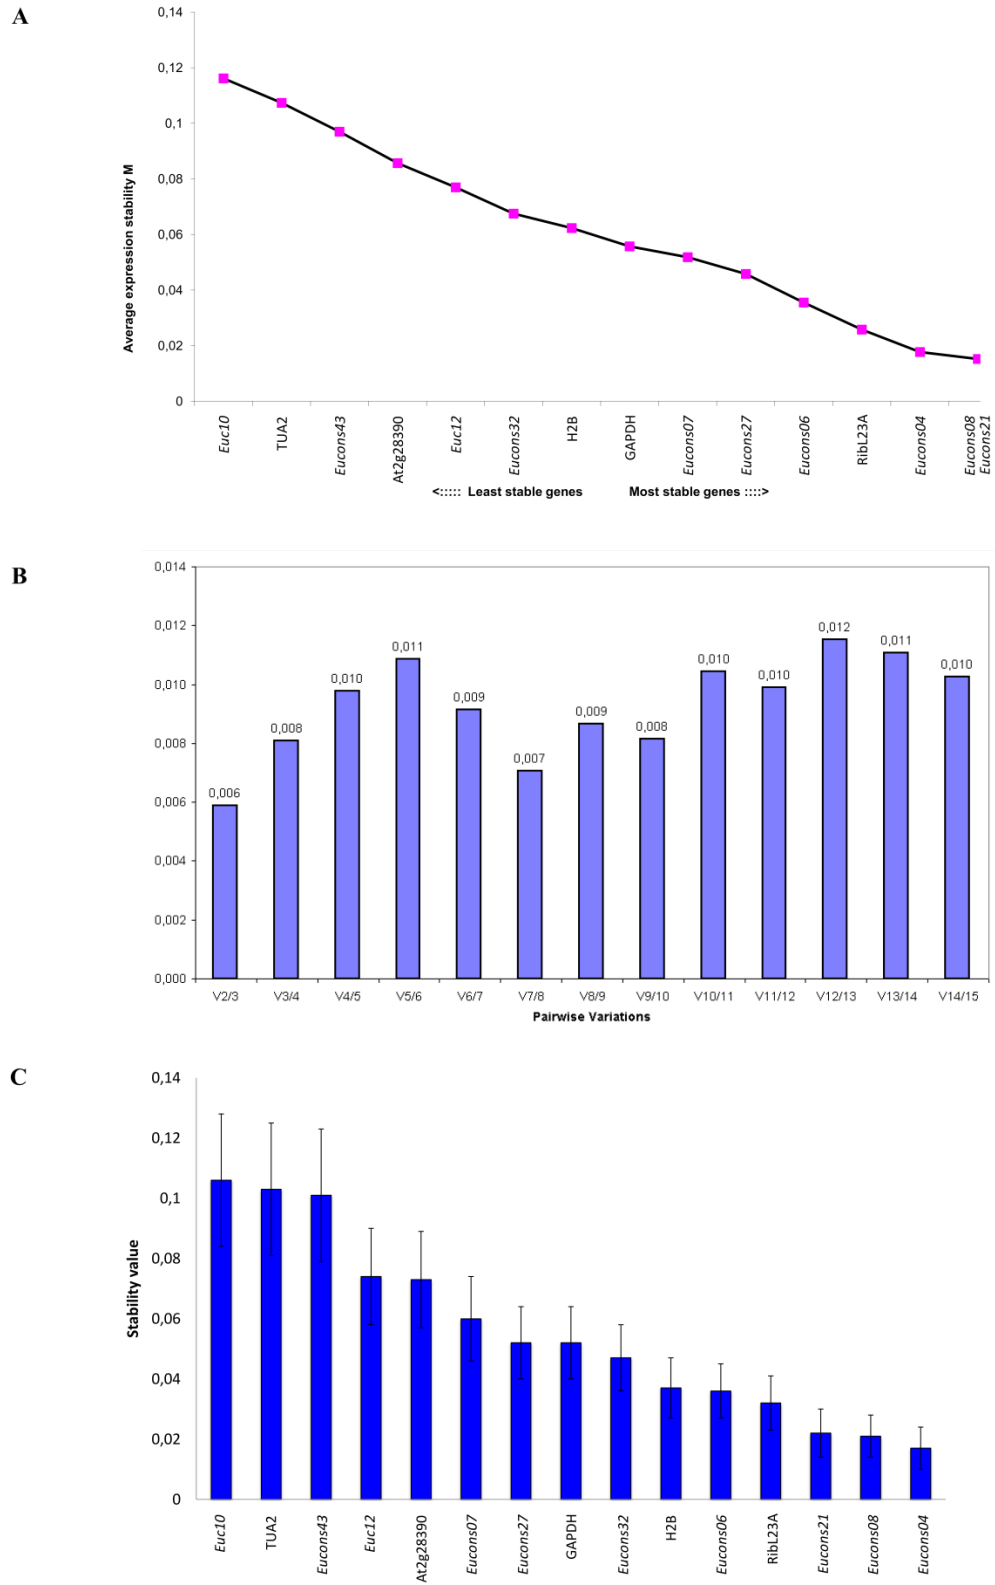 A
0,14
0,12
0,1
0,08
0,06
0,04
0,02
0
Average expression stability M
Euc10
TUA2
Eucons43
At2g28390
Euc12
Eucons32
H2B
GAPDH
Eucons07
Eucons27
Eucons06
RibL23A
Eucons04
Eucons08
Eucons21
<::::: Least stable genes
Most stable genes ::::>
B
0,014
0,012
0,010
0,008
0,006
0,004
0,002
0,000
0,006
0,008
0,010
0,011
0,009
0,007
0,009
0,008
0,010
0,010
0,012
0,011
0,010
V2/3
V3/4
V4/5
V5/6
V6/7
V7/8
V8/9
V9/10
V10/11
V11/12
V12/13
V13/14
V14/15
Pairwise Variations
C
0,14
0,12
0,1
0,08
0,06
0,04
0,02
0
Stability value
Euc10
TUA2
Eucons43
Euc12
At2g28390
Eucons07
Eucons27
GAPDH
Eucons32
H2B
Eucons06
RibL23A
Eucons21
Eucons08
Eucons04